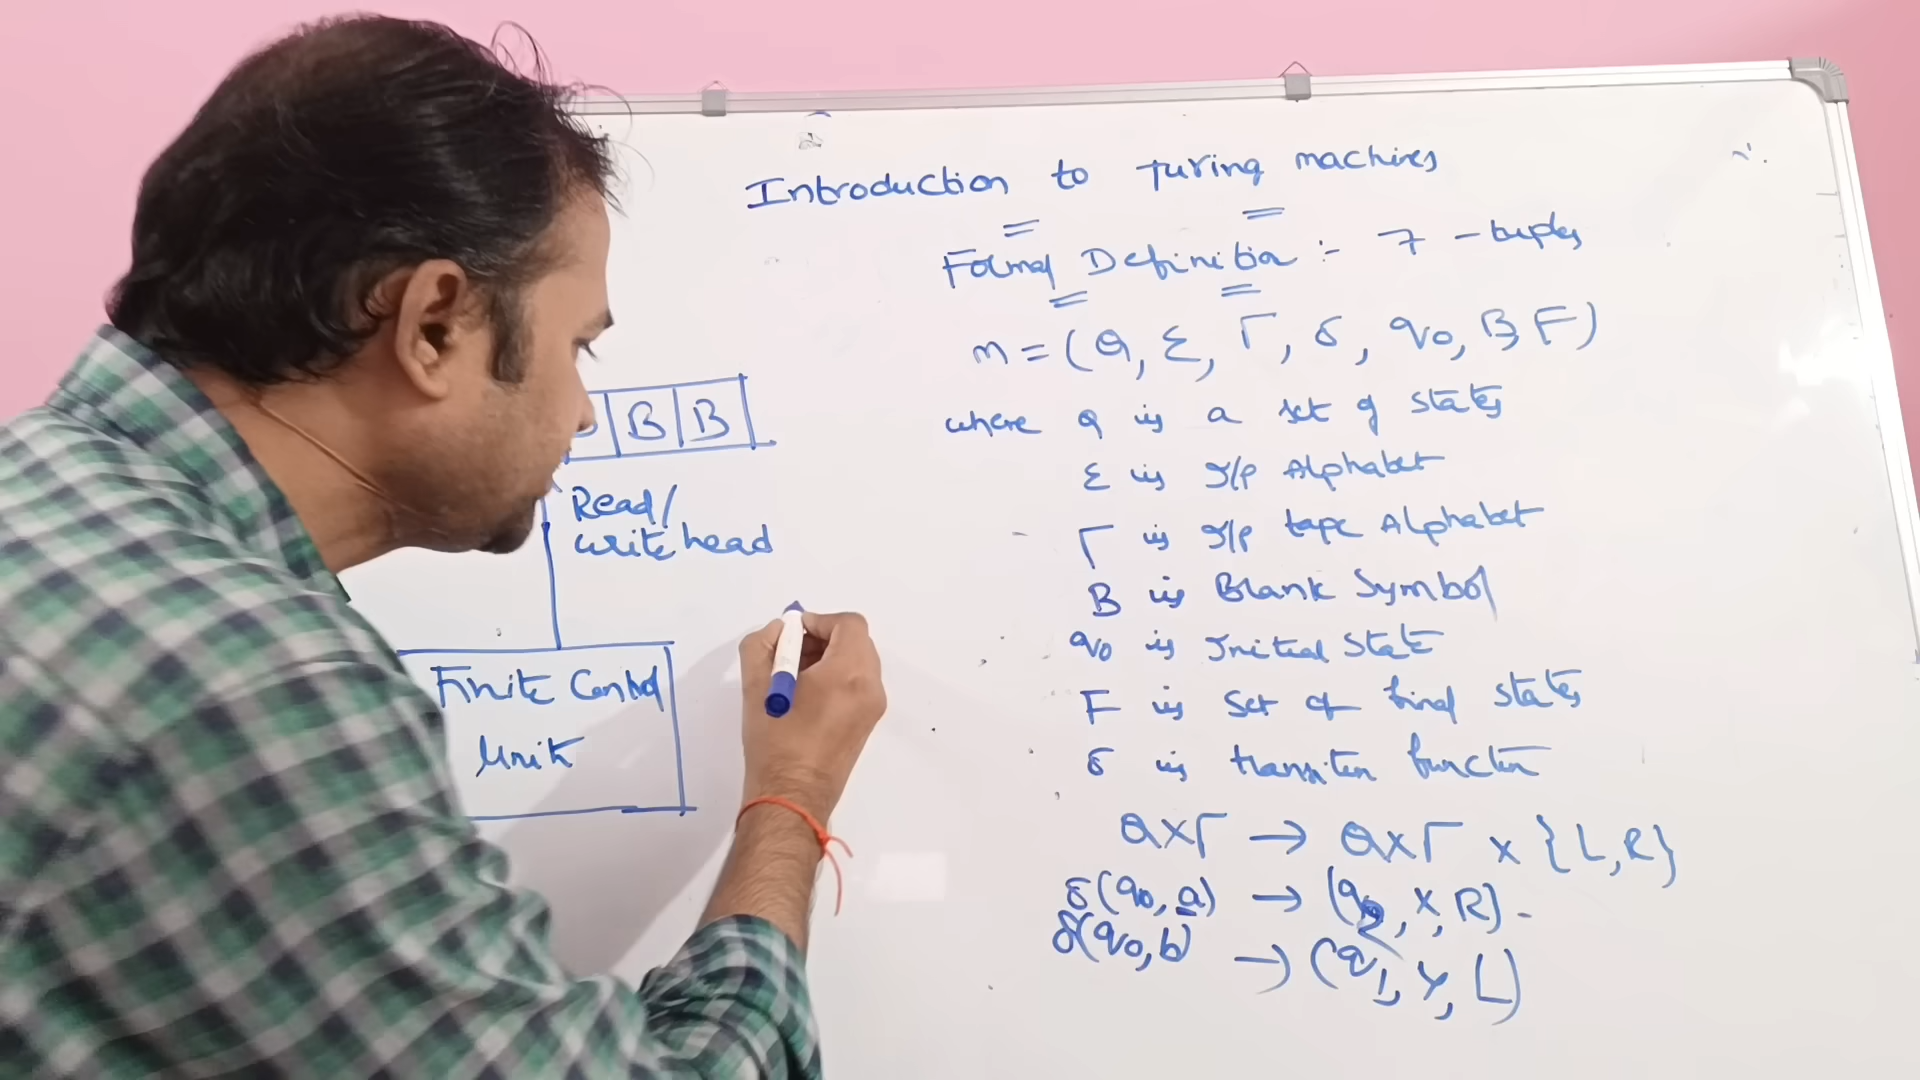 Introduction to Turing machines
Formal Definition :- 7 - tuples
M = (Q, Σ, Γ, δ, q0, B, F)
where Q is a set of states
Σ is I/P Alphabet
Γ is I/P tape Alphabet
B is Blank Symbol
q0 is Initial State
F is Set of final states
δ is transition function
Q×Γ → Q×Γ × {L,R}
δ(q0, a) → (q2, X, R)
δ(q0, b) → (q1, Y, L)
B B
Read/
write head
Finite Control
Unit